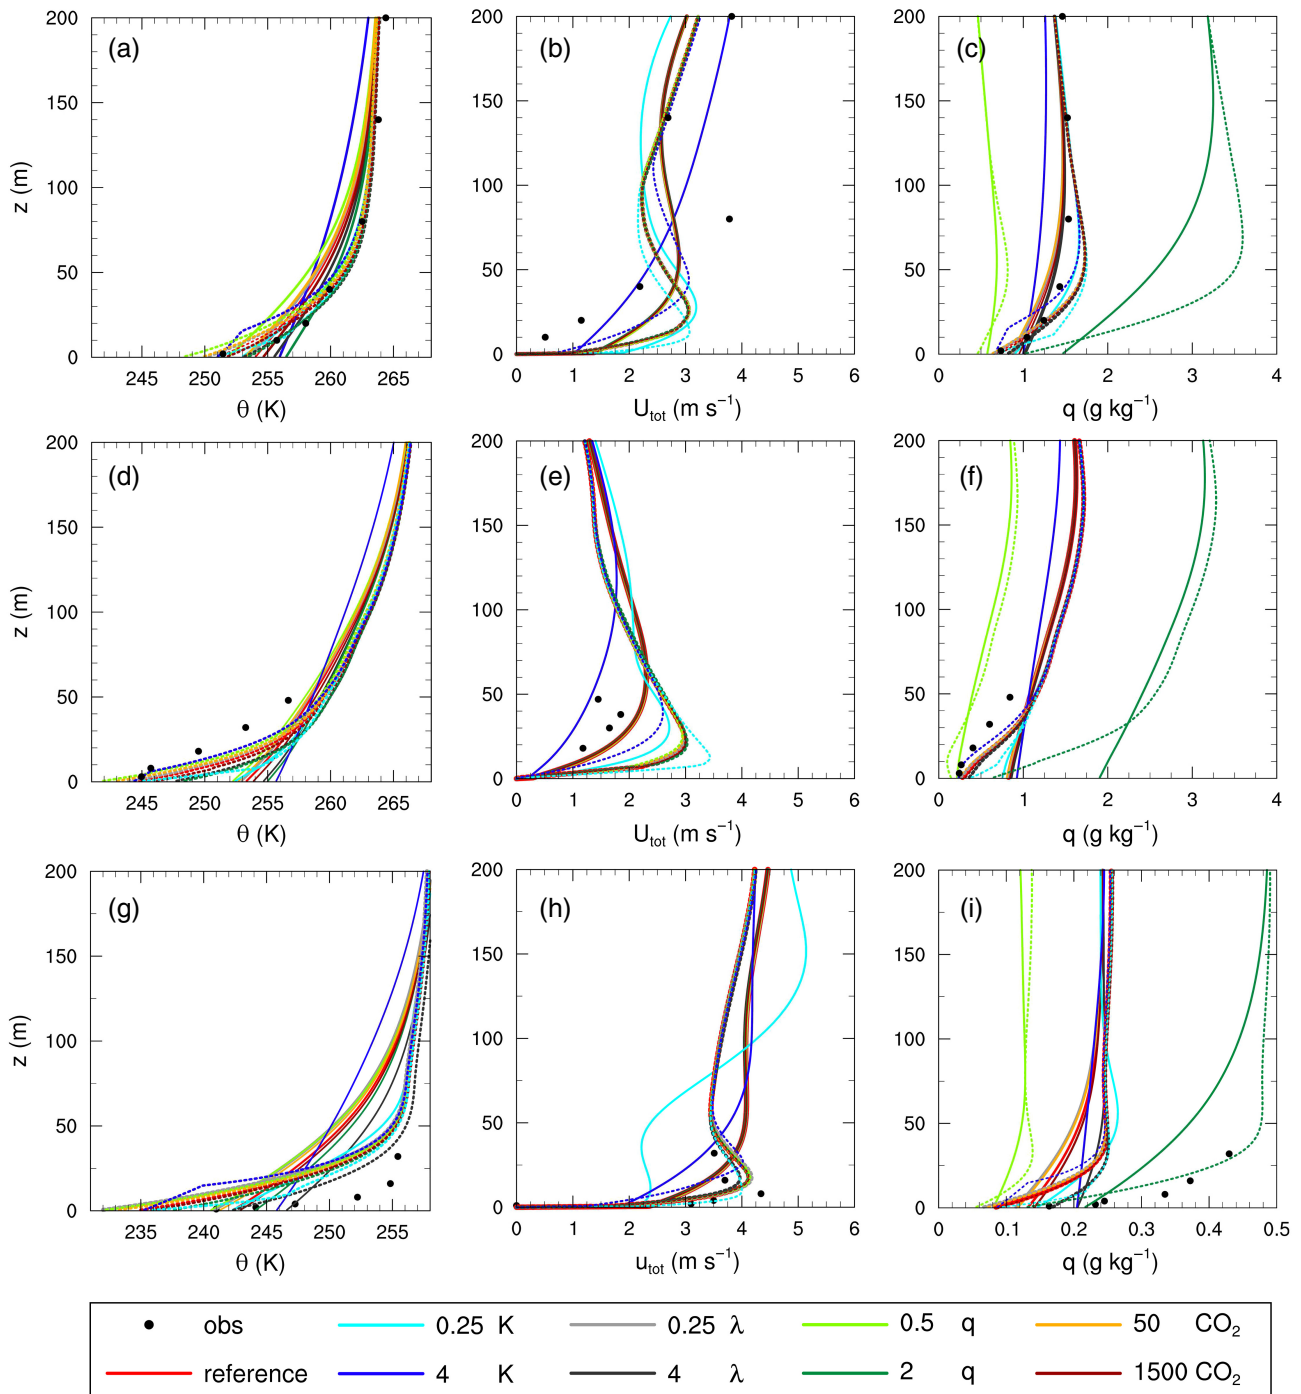 (a) (b) (c)
200 200 200
150 150 150
z (m) 100 100 100
50 50 50
0 0 0
245 250 255 260 265 0 1 2 3 4 5 6 0 1 2 3 4
θ (K) U_tot (m s⁻¹) q (g kg⁻¹)
(d) (e) (f)
200 200 200
150 150 150
z (m) 100 100 100
50 50 50
0 0 0
245 250 255 260 265 0 1 2 3 4 5 6 0 1 2 3 4
θ (K) U_tot (m s⁻¹) q (g kg⁻¹)
(g) (h) (i)
200 200 200
150 150 150
z (m) 100 100 100
50 50 50
0 0 0
235 240 245 250 255 0 1 2 3 4 5 6 0 0.1 0.2 0.3 0.4 0.5
θ (K) u_tot (m s⁻¹) q (g kg⁻¹)
obs 0.25 K 0.25 λ 0.5 q 50 CO₂
reference 4 K 4 λ 2 q 1500 CO₂